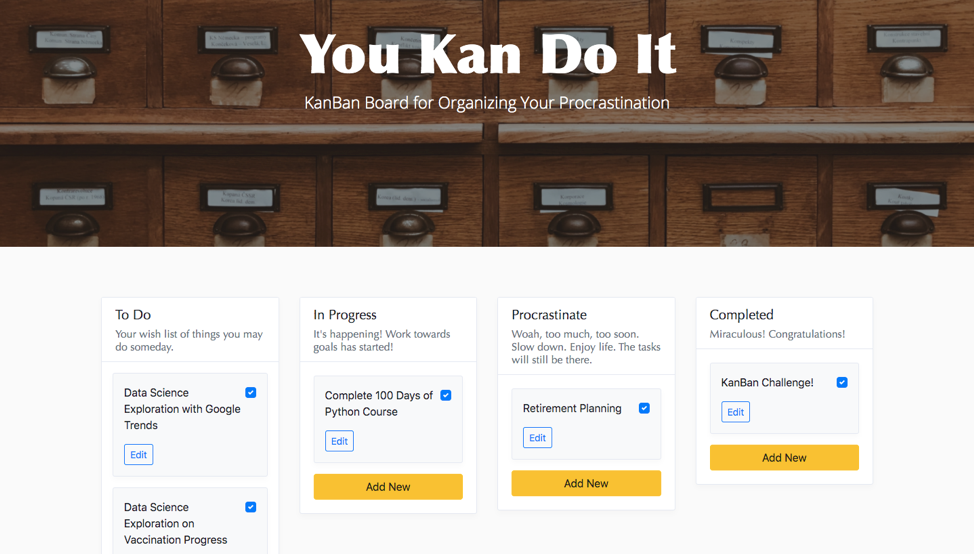 You Kan Do It
KanBan Board for Organizing Your Procrastination
To Do
Your wish list of things you may
do someday.
Data Science
Exploration with Google
Trends
Edit
Data Science
Exploration on
Vaccination Progress
In Progress
It's happening! Work towards
goals has started!
Complete 100 Days of
Python Course
Edit
Add New
Procrastinate
Woah, too much, too soon.
Slow down. Enjoy life. The tasks
will still be there.
Retirement Planning
Edit
Add New
Completed
Miraculous! Congratulations!
KanBan Challenge!
Edit
Add New